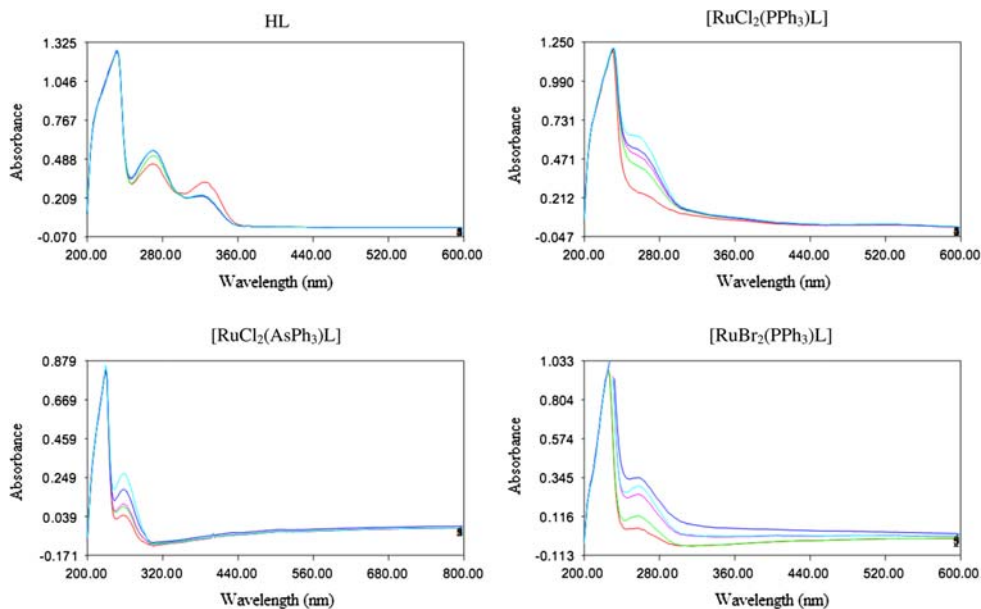 HL
1.325
1.046
0.767
0.488
0.209
-0.070
Absorbance
200.00 280.00 360.00 440.00 520.00 600.00
Wavelength (nm)
[RuCl₂(PPh₃)L]
1.250
0.990
0.731
0.471
0.212
-0.047
Absorbance
200.00 280.00 360.00 440.00 520.00 600.00
Wavelength (nm)
[RuCl₂(AsPh₃)L]
0.879
0.669
0.459
0.249
0.039
-0.171
Absorbance
200.00 320.00 440.00 560.00 680.00 800.00
Wavelength (nm)
[RuBr₂(PPh₃)L]
1.033
0.804
0.574
0.345
0.116
-0.113
Absorbance
200.00 280.00 360.00 440.00 520.00 600.00
Wavelength (nm)